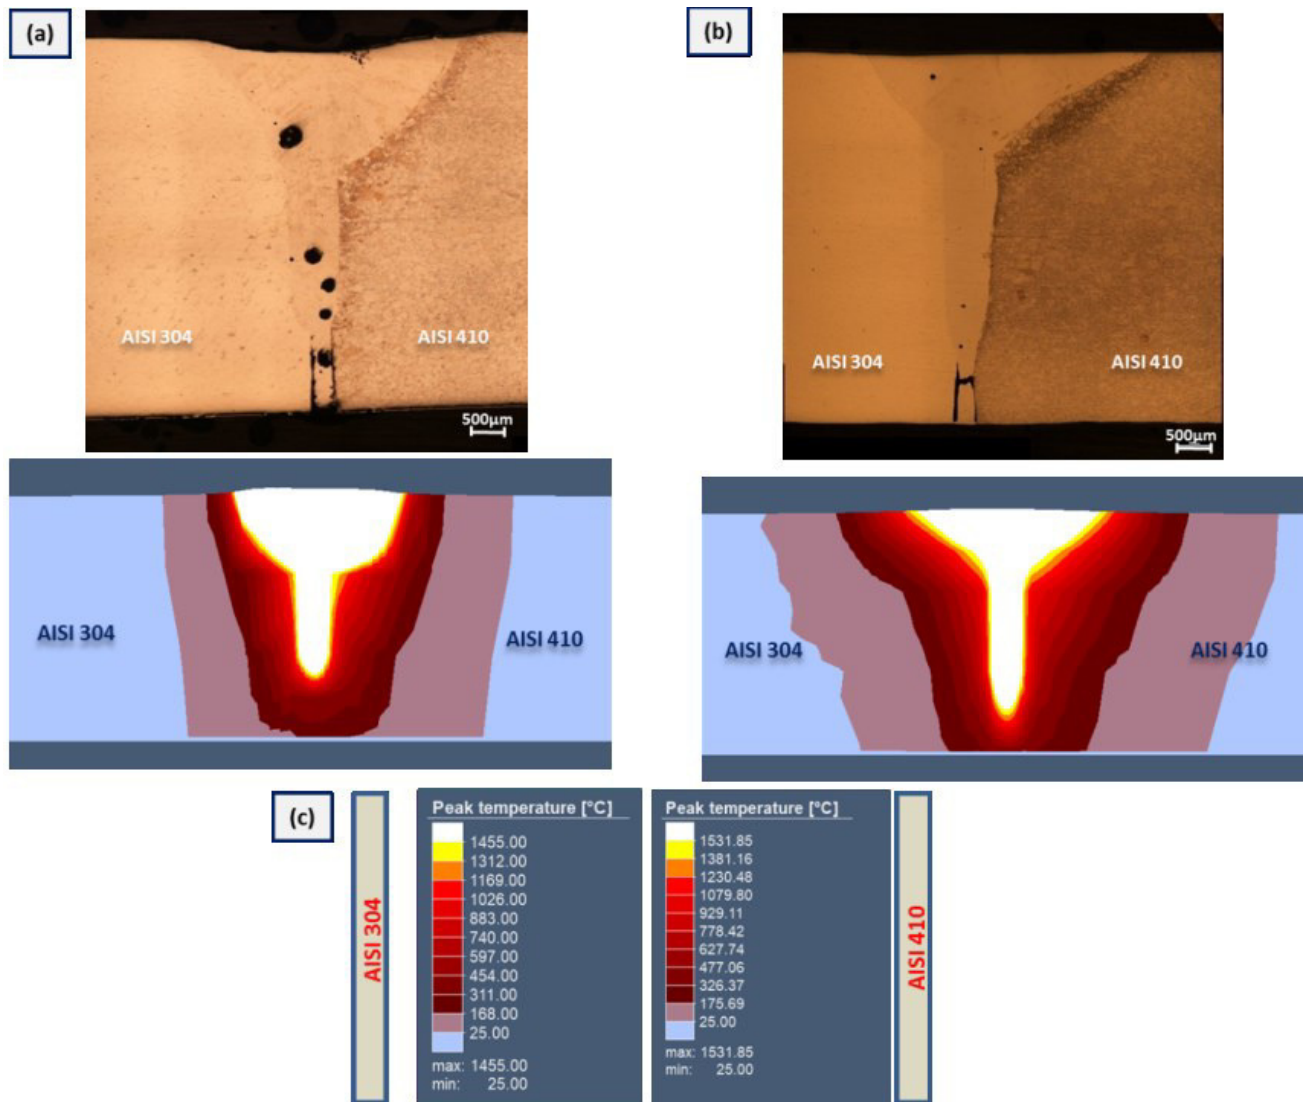 (a)
(b)
AISI 304
AISI 410
500µm
AISI 304
AISI 410
500µm
AISI 304
AISI 410
AISI 304
AISI 410
(c)
AISI 304
Peak temperature [°C]
1455.00
1312.00
1169.00
1026.00
883.00
740.00
597.00
454.00
311.00
168.00
25.00
max: 1455.00
min: 25.00
Peak temperature [°C]
1531.85
1381.16
1230.48
1079.80
929.11
778.42
627.74
477.06
326.37
175.69
25.00
max: 1531.85
min: 25.00
AISI 410